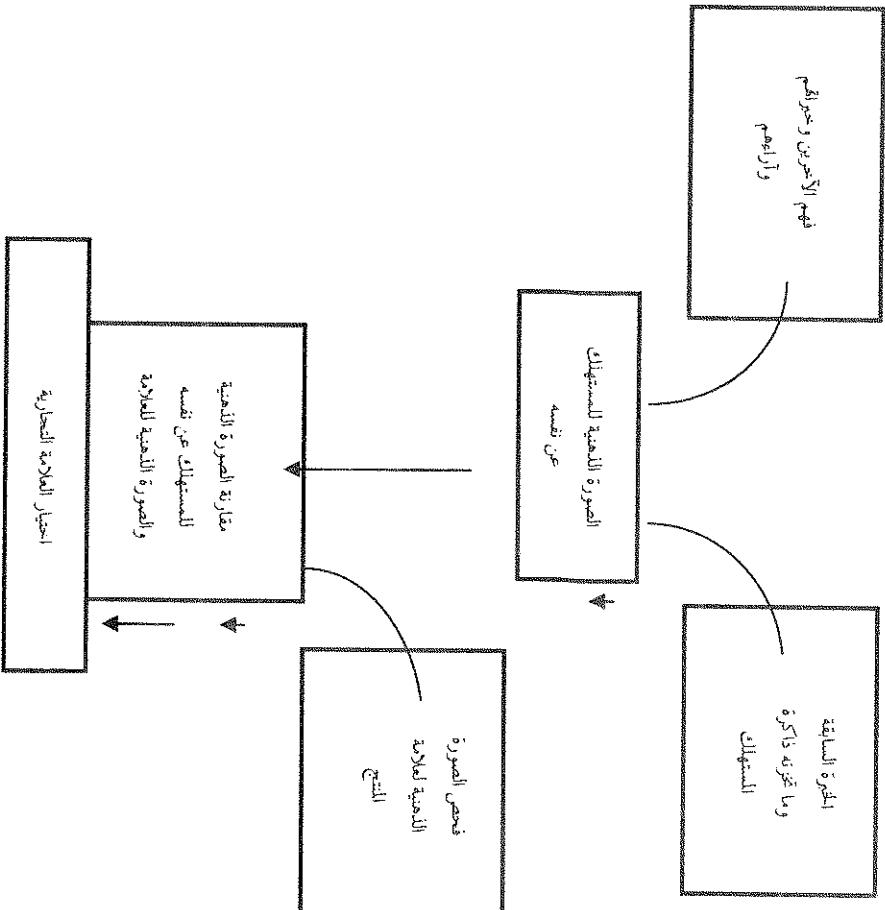 فهم الآخرين وخبراتهم
وآراءهم
الخبرة السابقة
وما تخزنه ذاكرة
المستهلك
الصورة الذهنية للمستهلك
عن نفسه
فحص الصورة
الذهنية لعلامة
المنتج
مقارنة الصورة الذهنية
للمستهلك عن نفسه
والصورة الذهنية للعلامة
اختيار العلامة التجارية